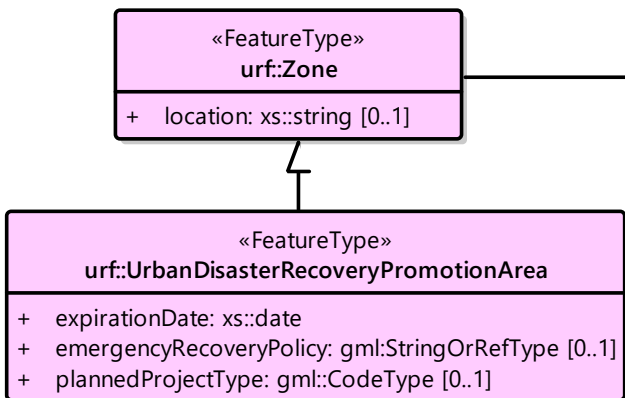 «FeatureType»
urf::Zone
+ location: xs::string [0..1]
«FeatureType»
urf::UrbanDisasterRecoveryPromotionArea
+ expirationDate: xs::date
+ emergencyRecoveryPolicy: gml:StringOrRefType [0..1]
+ plannedProjectType: gml::CodeType [0..1]